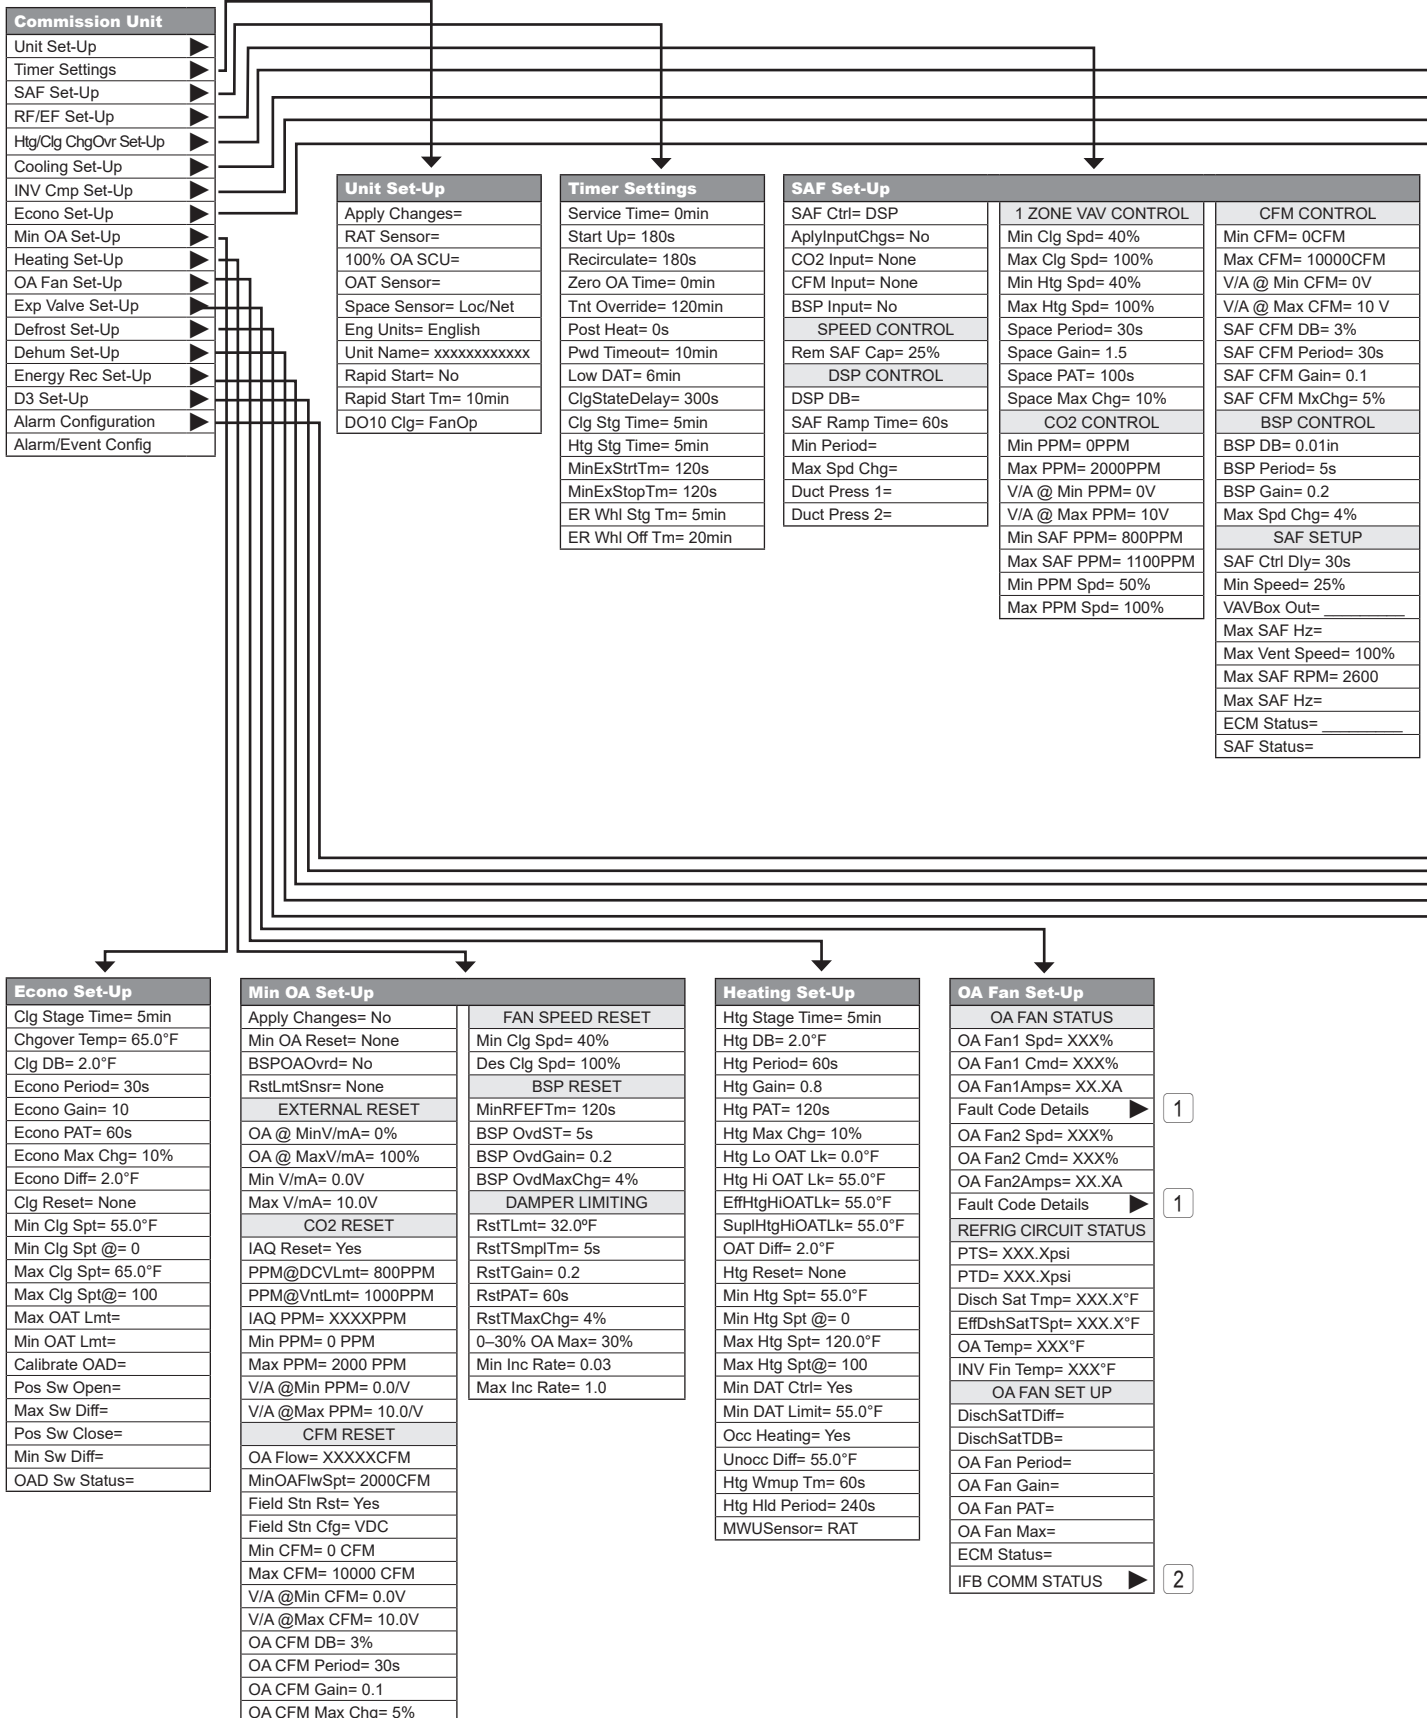 Commission Unit
Unit Set-Up
Timer Settings
SAF Set-Up
RF/EF Set-Up
Htg/Clg ChgOvr Set-Up
Cooling Set-Up
INV Cmp Set-Up
Econo Set-Up
Min OA Set-Up
Heating Set-Up
OA Fan Set-Up
Exp Valve Set-Up
Defrost Set-Up
Dehum Set-Up
Energy Rec Set-Up
D3 Set-Up
Alarm Configuration
Alarm/Event Config
Unit Set-Up
Apply Changes=
RAT Sensor=
100% OA SCU=
OAT Sensor=
Space Sensor= Loc/Net
Eng Units= English
Unit Name= xxxxxxxxxxxx
Rapid Start= No
Rapid Start Tm= 10min
DO10 Clg= FanOp
Timer Settings
Service Time= 0min
Start Up= 180s
Recirculate= 180s
Zero OA Time= 0min
Tnt Override= 120min
Post Heat= 0s
Pwd Timeout= 10min
Low DAT= 6min
ClgStateDelay= 300s
Clg Stg Time= 5min
Htg Stg Time= 5min
MinExStrtTm= 120s
MinExStopTm= 120s
ER Whl Stg Tm= 5min
ER Whl Off Tm= 20min
SAF Set-Up
SAF Ctrl= DSP
AplyInputChgs= No
CO2 Input= None
CFM Input= None
BSP Input= No
SPEED CONTROL
Rem SAF Cap= 25%
DSP CONTROL
DSP DB=
SAF Ramp Time= 60s
Min Period=
Max Spd Chg=
Duct Press 1=
Duct Press 2=
1 ZONE VAV CONTROL
Min Clg Spd= 40%
Max Clg Spd= 100%
Min Htg Spd= 40%
Max Htg Spd= 100%
Space Period= 30s
Space Gain= 1.5
Space PAT= 100s
Space Max Chg= 10%
CO2 CONTROL
Min PPM= 0PPM
Max PPM= 2000PPM
V/A @ Min PPM= 0V
V/A @ Max PPM= 10V
Min SAF PPM= 800PPM
Max SAF PPM= 1100PPM
Min PPM Spd= 50%
Max PPM Spd= 100%
CFM CONTROL
Min CFM= 0CFM
Max CFM= 10000CFM
V/A @ Min CFM= 0V
V/A @ Max CFM= 10 V
SAF CFM DB= 3%
SAF CFM Period= 30s
SAF CFM Gain= 0.1
SAF CFM MxChg= 5%
BSP CONTROL
BSP DB= 0.01in
BSP Period= 5s
BSP Gain= 0.2
Max Spd Chg= 4%
SAF SETUP
SAF Ctrl Dly= 30s
Min Speed= 25%
VAVBox Out= _________
Max SAF Hz=
Max Vent Speed= 100%
Max SAF RPM= 2600
Max SAF Hz=
ECM Status= _________
SAF Status=
Econo Set-Up
Clg Stage Time= 5min
Chgover Temp= 65.0°F
Clg DB= 2.0°F
Econo Period= 30s
Econo Gain= 10
Econo PAT= 60s
Econo Max Chg= 10%
Econo Diff= 2.0°F
Clg Reset= None
Min Clg Spt= 55.0°F
Min Clg Spt @= 0
Max Clg Spt= 65.0°F
Max Clg Spt@= 100
Max OAT Lmt=
Min OAT Lmt=
Calibrate OAD=
Pos Sw Open=
Max Sw Diff=
Pos Sw Close=
Min Sw Diff=
OAD Sw Status=
Min OA Set-Up
Apply Changes= No
Min OA Reset= None
BSPOAOvrd= No
RstLmtSnsr= None
EXTERNAL RESET
OA @ MinV/mA= 0%
OA @ MaxV/mA= 100%
Min V/mA= 0.0V
Max V/mA= 10.0V
CO2 RESET
IAQ Reset= Yes
PPM@DCVLmt= 800PPM
PPM@VntLmt= 1000PPM
IAQ PPM= XXXXPPM
Min PPM= 0 PPM
Max PPM= 2000 PPM
V/A @Min PPM= 0.0/V
V/A @Max PPM= 10.0/V
CFM RESET
OA Flow= XXXXXCFM
MinOAFlwSpt= 2000CFM
Field Stn Rst= Yes
Field Stn Cfg= VDC
Min CFM= 0 CFM
Max CFM= 10000 CFM
V/A @Min CFM= 0.0V
V/A @Max CFM= 10.0V
OA CFM DB= 3%
OA CFM Period= 30s
OA CFM Gain= 0.1
OA CFM Max Chg= 5%
FAN SPEED RESET
Min Clg Spd= 40%
Des Clg Spd= 100%
BSP RESET
MinRFEFTm= 120s
BSP OvdST= 5s
BSP OvdGain= 0.2
BSP OvdMaxChg= 4%
DAMPER LIMITING
RstTLmt= 32.0ºF
RstTSmplTm= 5s
RstTGain= 0.2
RstPAT= 60s
RstTMaxChg= 4%
0–30% OA Max= 30%
Min Inc Rate= 0.03
Max Inc Rate= 1.0
Heating Set-Up
Htg Stage Time= 5min
Htg DB= 2.0°F
Htg Period= 60s
Htg Gain= 0.8
Htg PAT= 120s
Htg Max Chg= 10%
Htg Lo OAT Lk= 0.0°F
Htg Hi OAT Lk= 55.0°F
EffHtgHiOATLk= 55.0°F
SuplHtgHiOATLk= 55.0°F
OAT Diff= 2.0°F
Htg Reset= None
Min Htg Spt= 55.0°F
Min Htg Spt @= 0
Max Htg Spt= 120.0°F
Max Htg Spt@= 100
Min DAT Ctrl= Yes
Min DAT Limit= 55.0°F
Occ Heating= Yes
Unocc Diff= 55.0°F
Htg Wmup Tm= 60s
Htg Hld Period= 240s
MWUSensor= RAT
OA Fan Set-Up
OA FAN STATUS
OA Fan1 Spd= XXX%
OA Fan1 Cmd= XXX%
OA Fan1Amps= XX.XA
Fault Code Details 1
OA Fan2 Spd= XXX%
OA Fan2 Cmd= XXX%
OA Fan2Amps= XX.XA
Fault Code Details 1
REFRIG CIRCUIT STATUS
PTS= XXX.Xpsi
PTD= XXX.Xpsi
Disch Sat Tmp= XXX.X°F
EffDshSatTSpt= XXX.X°F
OA Temp= XXX°F
INV Fin Temp= XXX°F
OA FAN SET UP
DischSatTDiff=
DischSatTDB=
OA Fan Period=
OA Fan Gain=
OA Fan PAT=
OA Fan Max=
ECM Status=
IFB COMM STATUS 2